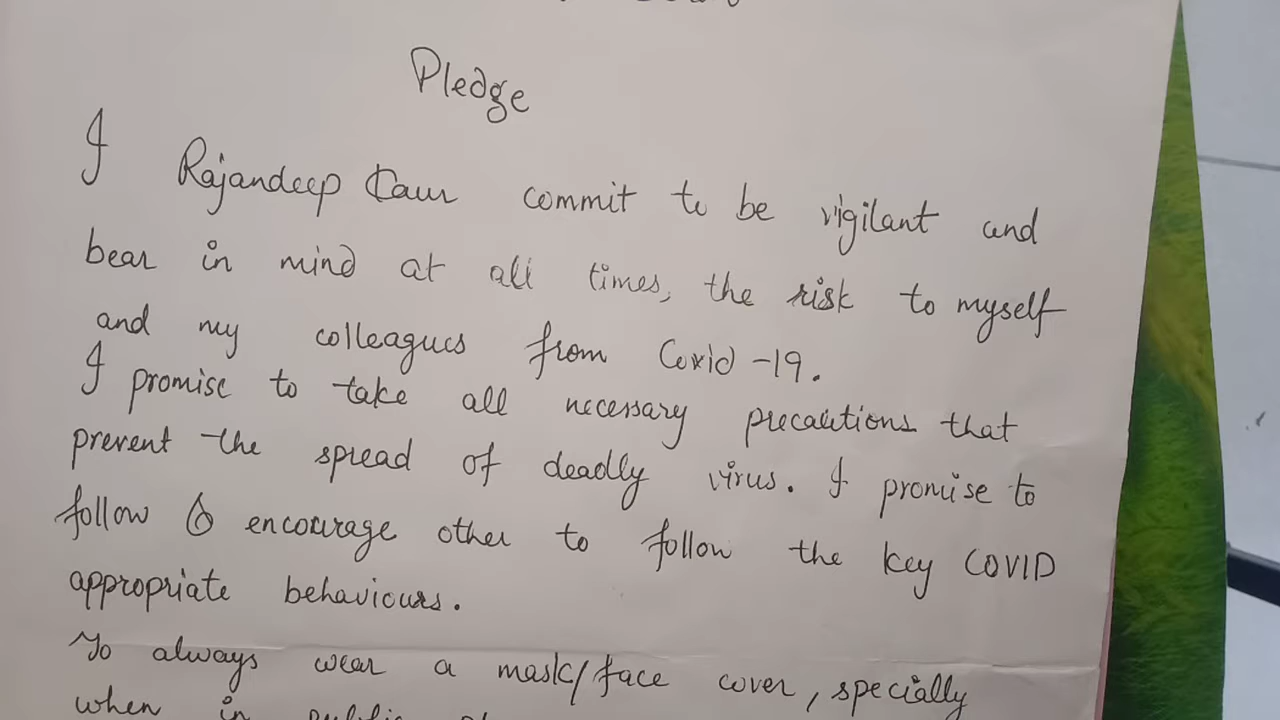 Pledge
I Rajandeep Kaur commit to be vigilant and
bear in mind at all times, the risk to myself
and my colleagues from Covid-19.
I promise to take all necessary precautions that
prevent the spread of deadly virus. I promise to
follow & encourage other to follow the key COVID
appropriate behaviours.
To always wear a mask/face cover, specially
when in public